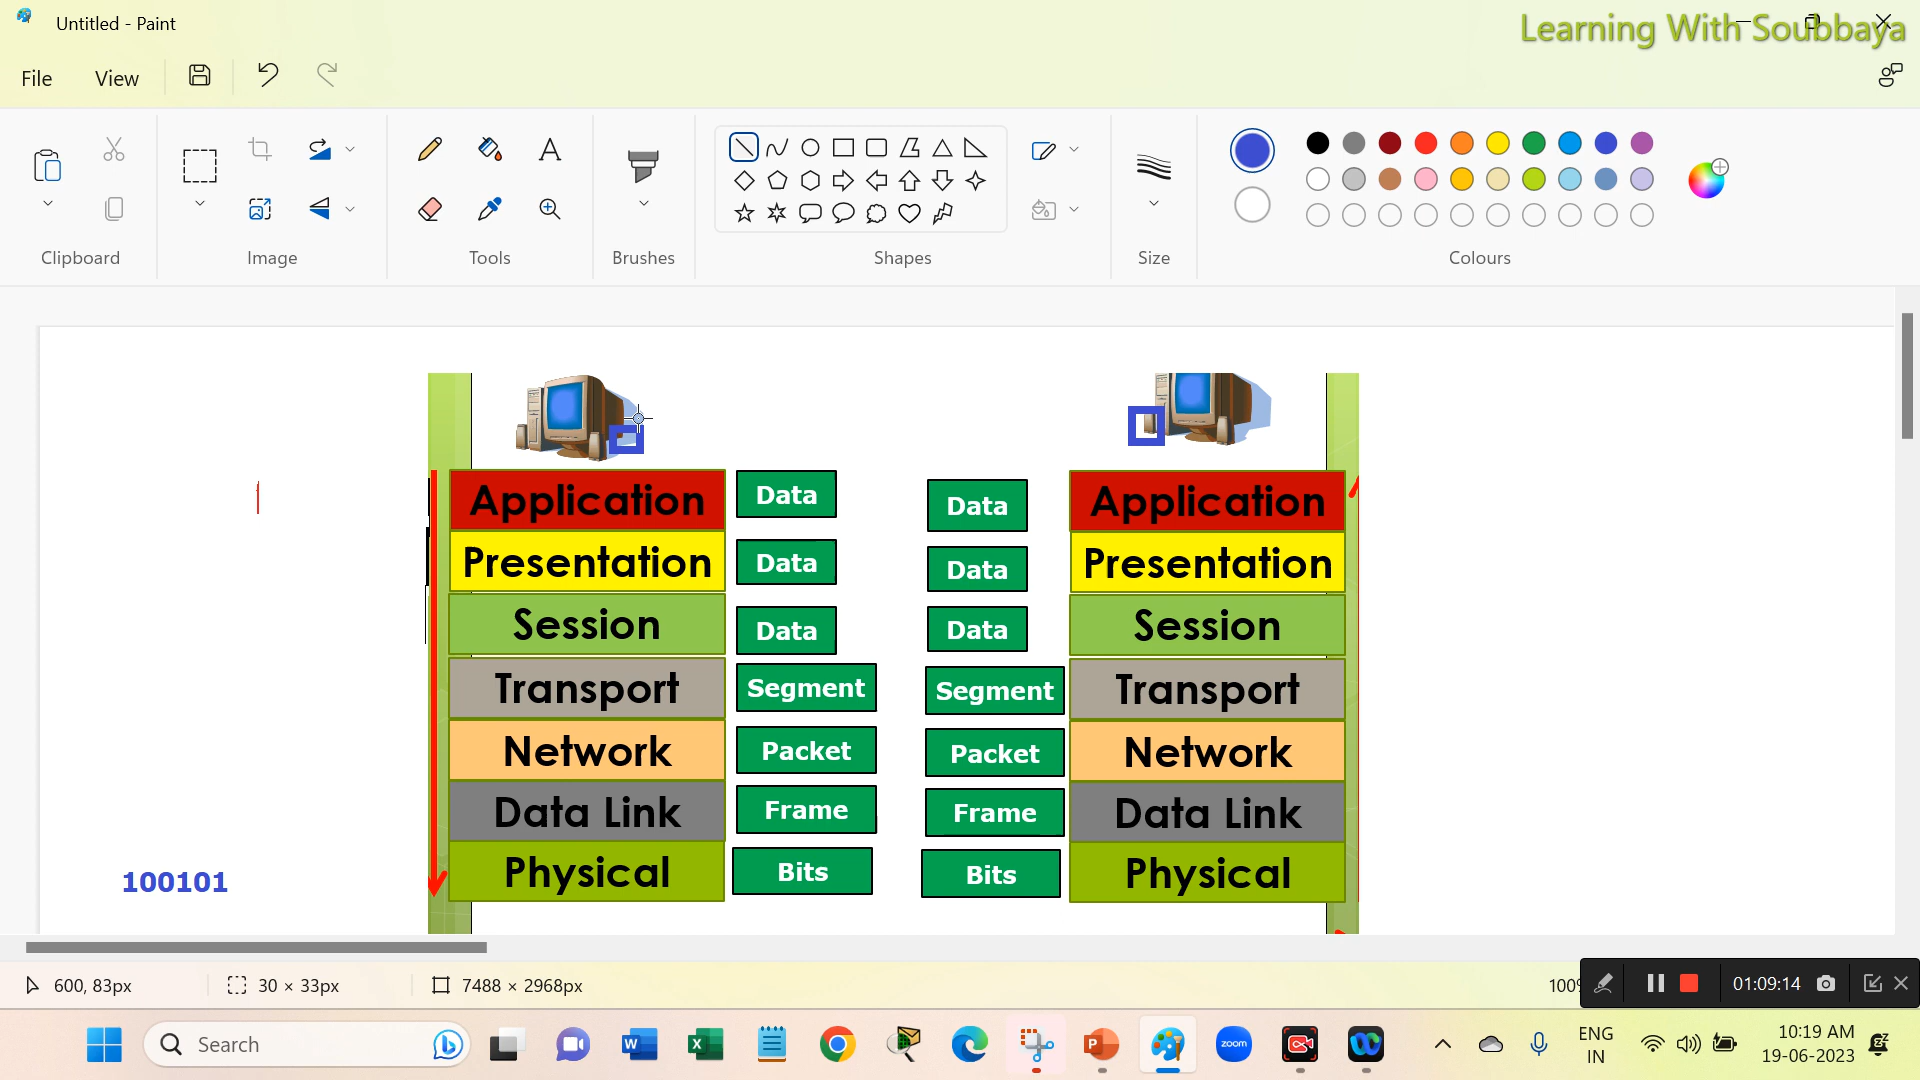 Untitled - Paint
Learning With Soubbaya
File
View
Clipboard
Image
Tools
Brushes
Shapes
Size
Colours
Application Data Data Application
Presentation Data Data Presentation
Session Data Data Session
Transport Segment Segment Transport
Network Packet Packet Network
Data Link Frame Frame Data Link
Physical Bits Bits Physical
100101
600, 83px
30 × 33px
7488 × 2968px
100%
01:09:14
Search
W
X
P
zoom
ENG
IN
10:19 AM
19-06-2023